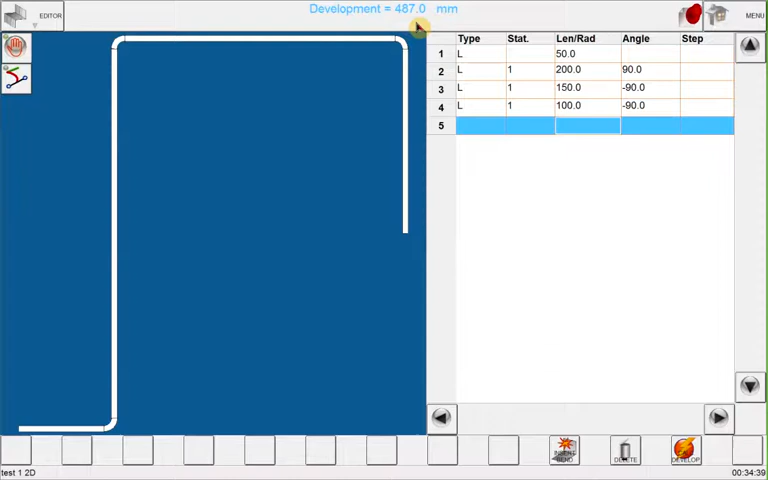 Development = 487.0 mm
EDITOR
MENU
Type Stat. Len/Rad Angle Step
1 L 50.0
2 L 1 200.0 90.0
3 L 1 150.0 -90.0
4 L 1 100.0 -90.0
5
INSERT BEND
DELETE
DEVELOP
test 1 2D
00:34:39